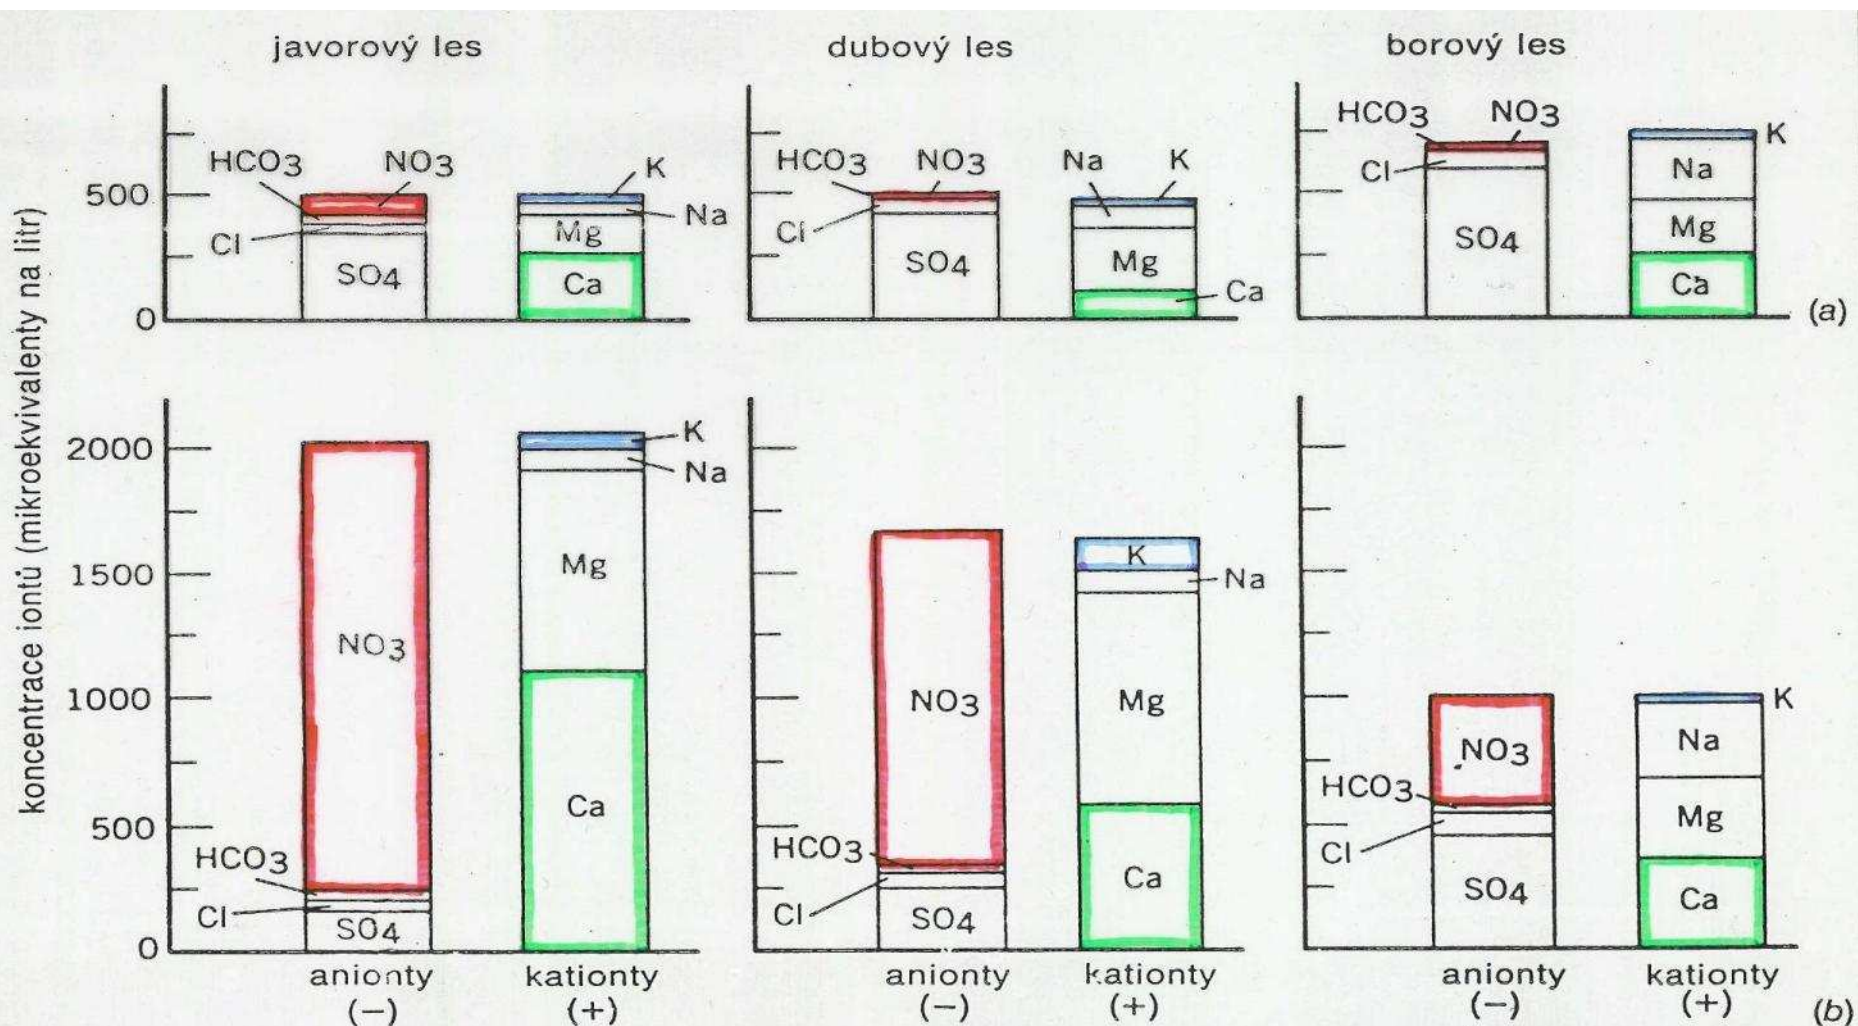 javorový les
dubový les
borový les
koncentrace iontů (mikroekvivalenty na litr)
500
0
HCO3
NO3
Cl
SO4
K
Na
Mg
Ca
HCO3
NO3
Cl
SO4
Na
K
Mg
Ca
HCO3
NO3
Cl
SO4
K
Na
Mg
Ca
(a)
2000
1500
1000
500
0
NO3
HCO3
Cl
SO4
K
Na
Mg
Ca
NO3
HCO3
Cl
SO4
K
Na
Mg
Ca
NO3
HCO3
Cl
SO4
K
Na
Mg
Ca
anionty
(−)
kationty
(+)
anionty
(−)
kationty
(+)
anionty
(−)
kationty
(+)
(b)